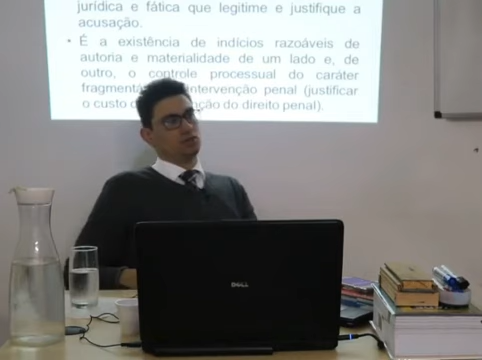 jurídica e fática que legitime e justifique a
acusação.
• É a existência de indícios razoáveis de
autoria e materialidade de um lado e, de
outro, o controle processual do caráter
intervenção penal (justificar
o custo do direito penal).
DELL